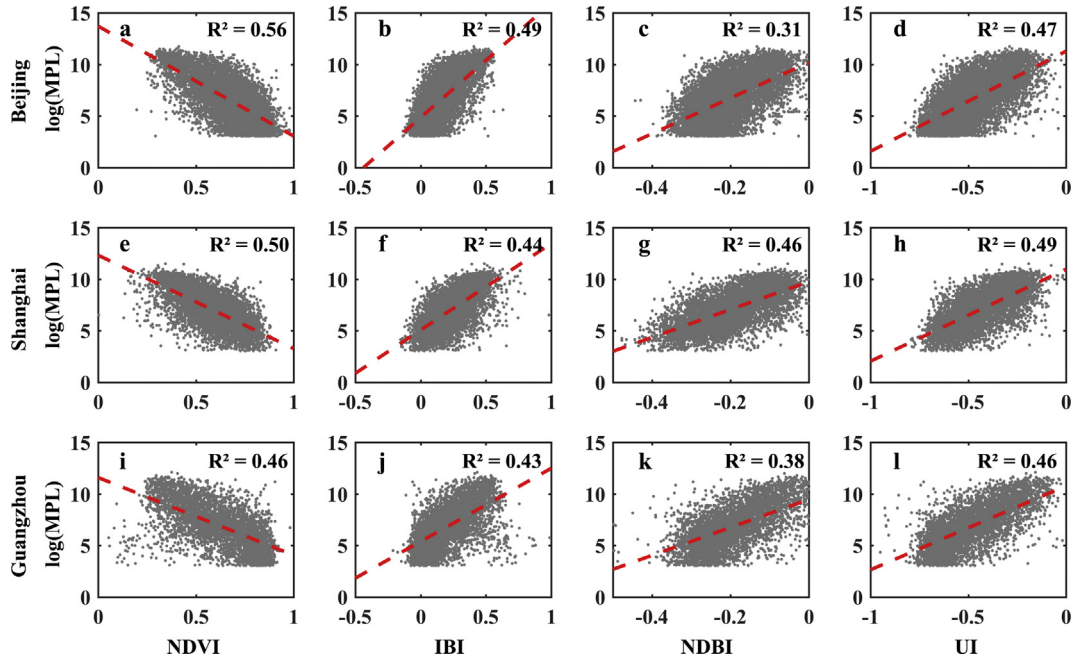 a R² = 0.56
b R² = 0.49
c R² = 0.31
d R² = 0.47
Beijing
log(MPL)
15
10
5
0
0 0.5 1
15
10
5
0
-0.5 0 0.5 1
15
10
5
0
-0.4 -0.2 0
15
10
5
0
-1 -0.5 0
e R² = 0.50
f R² = 0.44
g R² = 0.46
h R² = 0.49
Shanghai
log(MPL)
15
10
5
0
0 0.5 1
15
10
5
0
-0.5 0 0.5 1
15
10
5
0
-0.4 -0.2 0
15
10
5
0
-1 -0.5 0
i R² = 0.46
j R² = 0.43
k R² = 0.38
l R² = 0.46
Guangzhou
log(MPL)
15
10
5
0
0 0.5 1
NDVI
15
10
5
0
-0.5 0 0.5 1
IBI
15
10
5
0
-0.4 -0.2 0
NDBI
15
10
5
0
-1 -0.5 0
UI